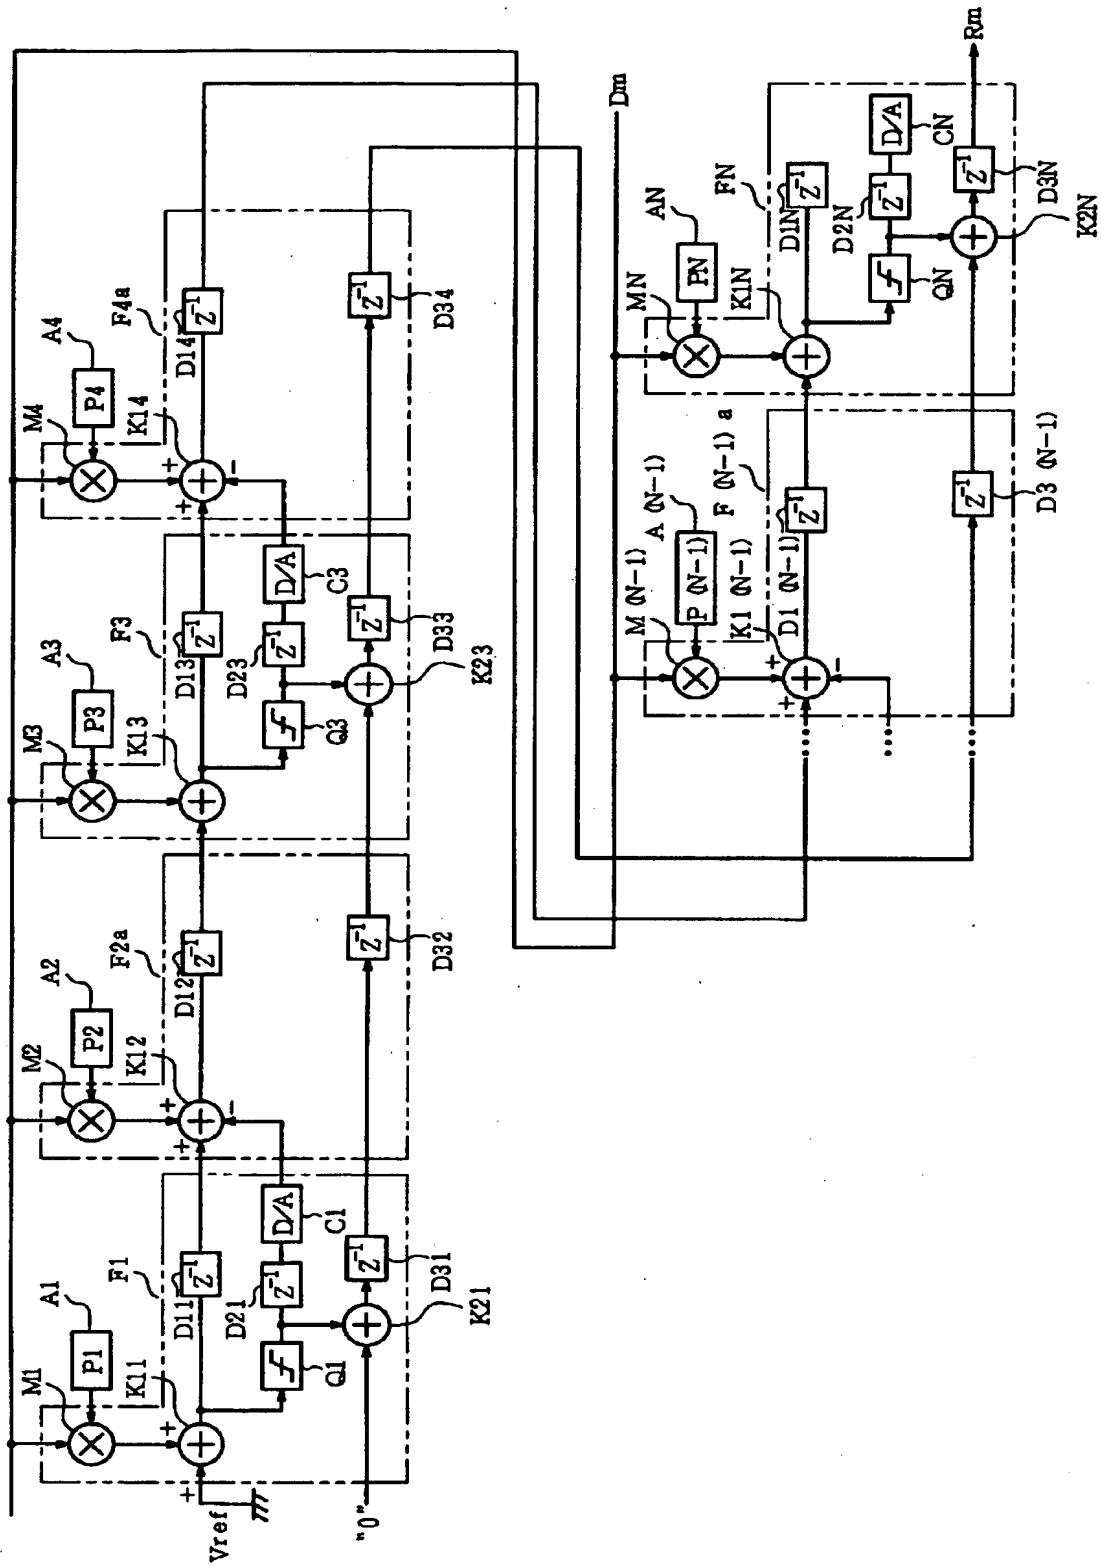 A1
A2
A3
A4
M1
P1
M2
P2
M3
P3
M4
P4
K11
F1
K12
F2a
K13
F3
K14
F4a
+
D11
Z⁻¹
+
D12
Z⁻¹
D13
Z⁻¹
+
D14
Z⁻¹
Vref
+
+
+
+
+
+
−
+
+
−
D21
Z⁻¹
D/A
C1
D23
Z⁻¹
D/A
C3
Q1
Q3
"0"
+
Z⁻¹
Z⁻¹
+
Z⁻¹
Z⁻¹
K21
D31
D32
K23
D33
D34
Dm
M (N-1)
A (N-1)
P (N-1)
K1 (N-1)
F (N-1) a
D1 (N-1)
Z⁻¹
+
+
+
−
MN
AN
PN
K1N
FN
D1N
Z⁻¹
+
D2N
Z⁻¹
D/A
CN
QN
Z⁻¹
D3 (N-1)
+
Z⁻¹
D3N
K2N
Rm